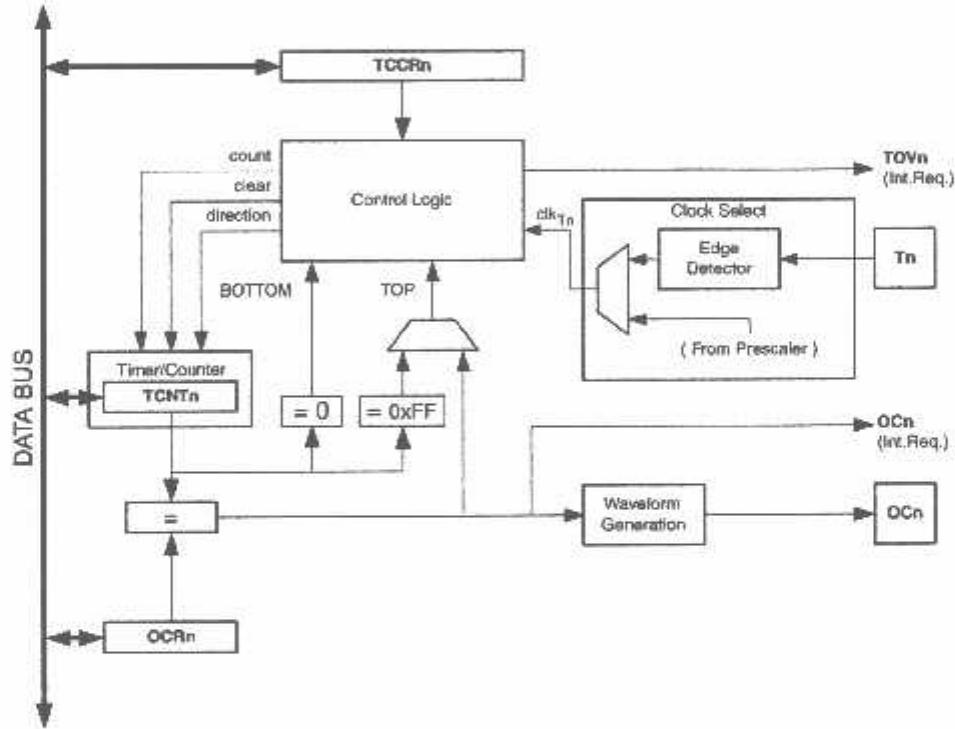 TCCRn
count
clear
direction
Control Logic
TOVn
(Int.Req.)
clkTn
Clock Select
Edge
Detector
Tn
( From Prescaler )
BOTTOM
TOP
Timer/Counter
TCNTn
= 0
= 0xFF
DATA BUS
OCn
(Int.Req.)
=
Waveform
Generation
OCn
OCRn